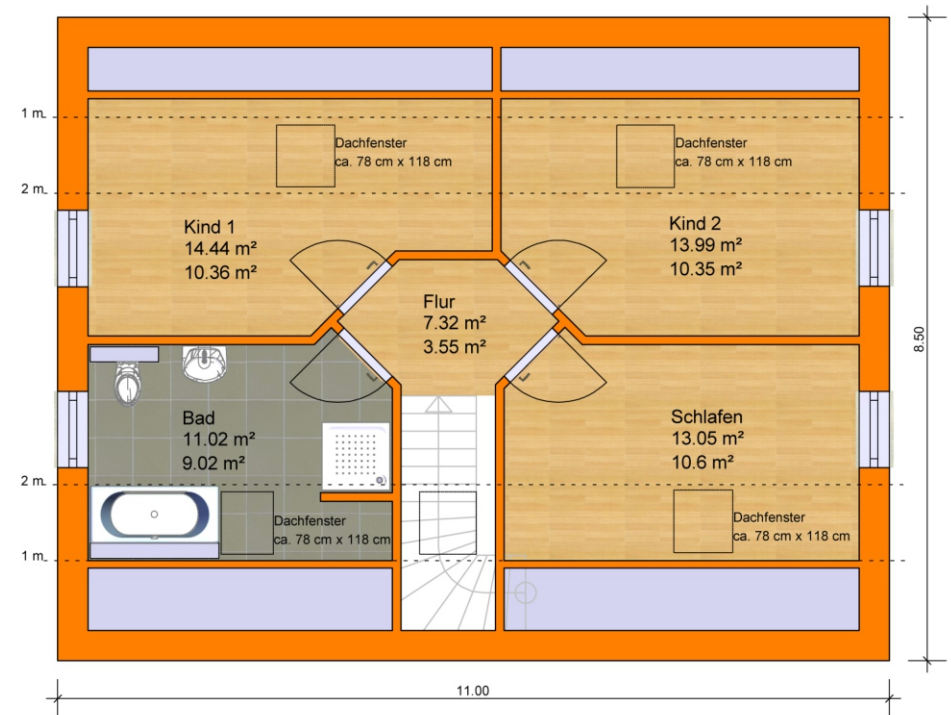 1 m
Dachfenster
ca. 78 cm x 118 cm
Dachfenster
ca. 78 cm x 118 cm
2 m
Kind 1
14.44 m²
10.36 m²
Kind 2
13.99 m²
10.35 m²
Flur
7.32 m²
3.55 m²
8.50
Bad
11.02 m²
9.02 m²
Schlafen
13.05 m²
10.6 m²
2 m
Dachfenster
ca. 78 cm x 118 cm
Dachfenster
ca. 78 cm x 118 cm
1 m
11.00